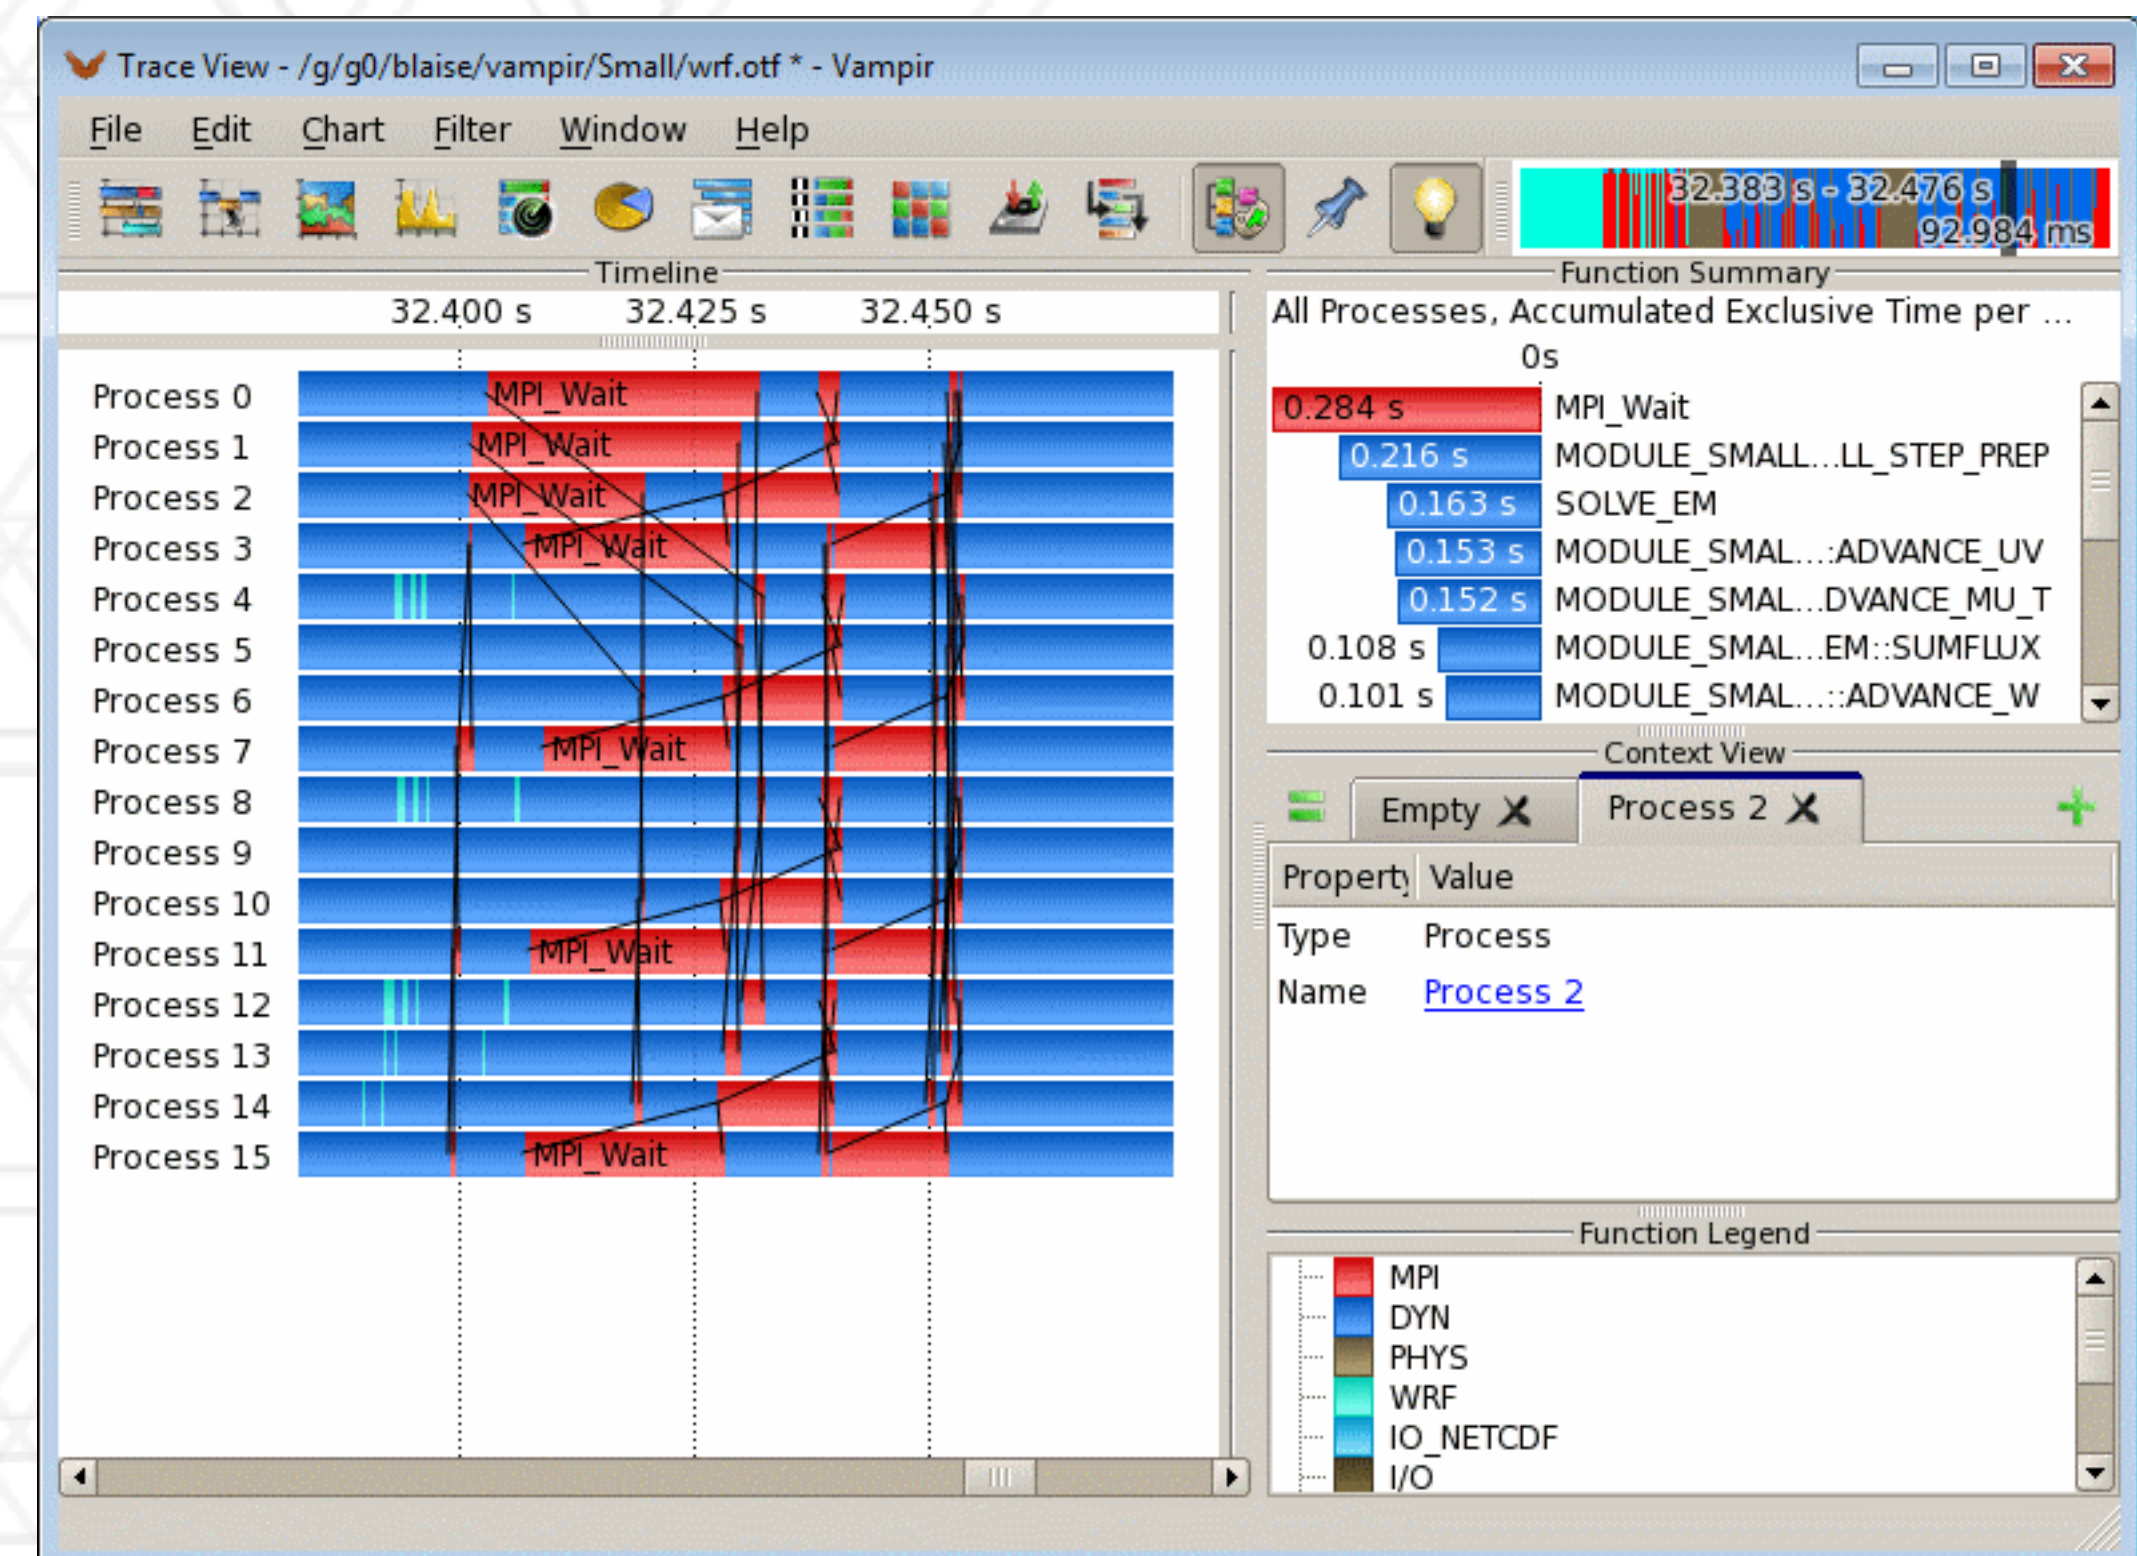 Trace View - /g/g0/blaise/vampir/Small/wrf.otf * - Vampir
File Edit Chart Filter Window Help
32.383 s - 32.476 s
92.984 ms
Timeline
32.400 s 32.425 s 32.450 s
Process 0 MPI_Wait
Process 1 MPI_Wait
Process 2 MPI_Wait
Process 3 MPI_Wait
Process 4
Process 5
Process 6
Process 7 MPI_Wait
Process 8
Process 9
Process 10
Process 11 MPI_Wait
Process 12
Process 13
Process 14
Process 15 MPI_Wait
Function Summary
All Processes, Accumulated Exclusive Time per ...
0s
0.284 s MPI_Wait
0.216 s MODULE_SMALL...LL_STEP_PREP
0.163 s SOLVE_EM
0.153 s MODULE_SMAL...:ADVANCE_UV
0.152 s MODULE_SMAL...DVANCE_MU_T
0.108 s MODULE_SMAL...EM::SUMFLUX
0.101 s MODULE_SMAL...::ADVANCE_W
Context View
Empty Process 2
Property Value
Type Process
Name Process 2
Function Legend
MPI
DYN
PHYS
WRF
IO_NETCDF
I/O